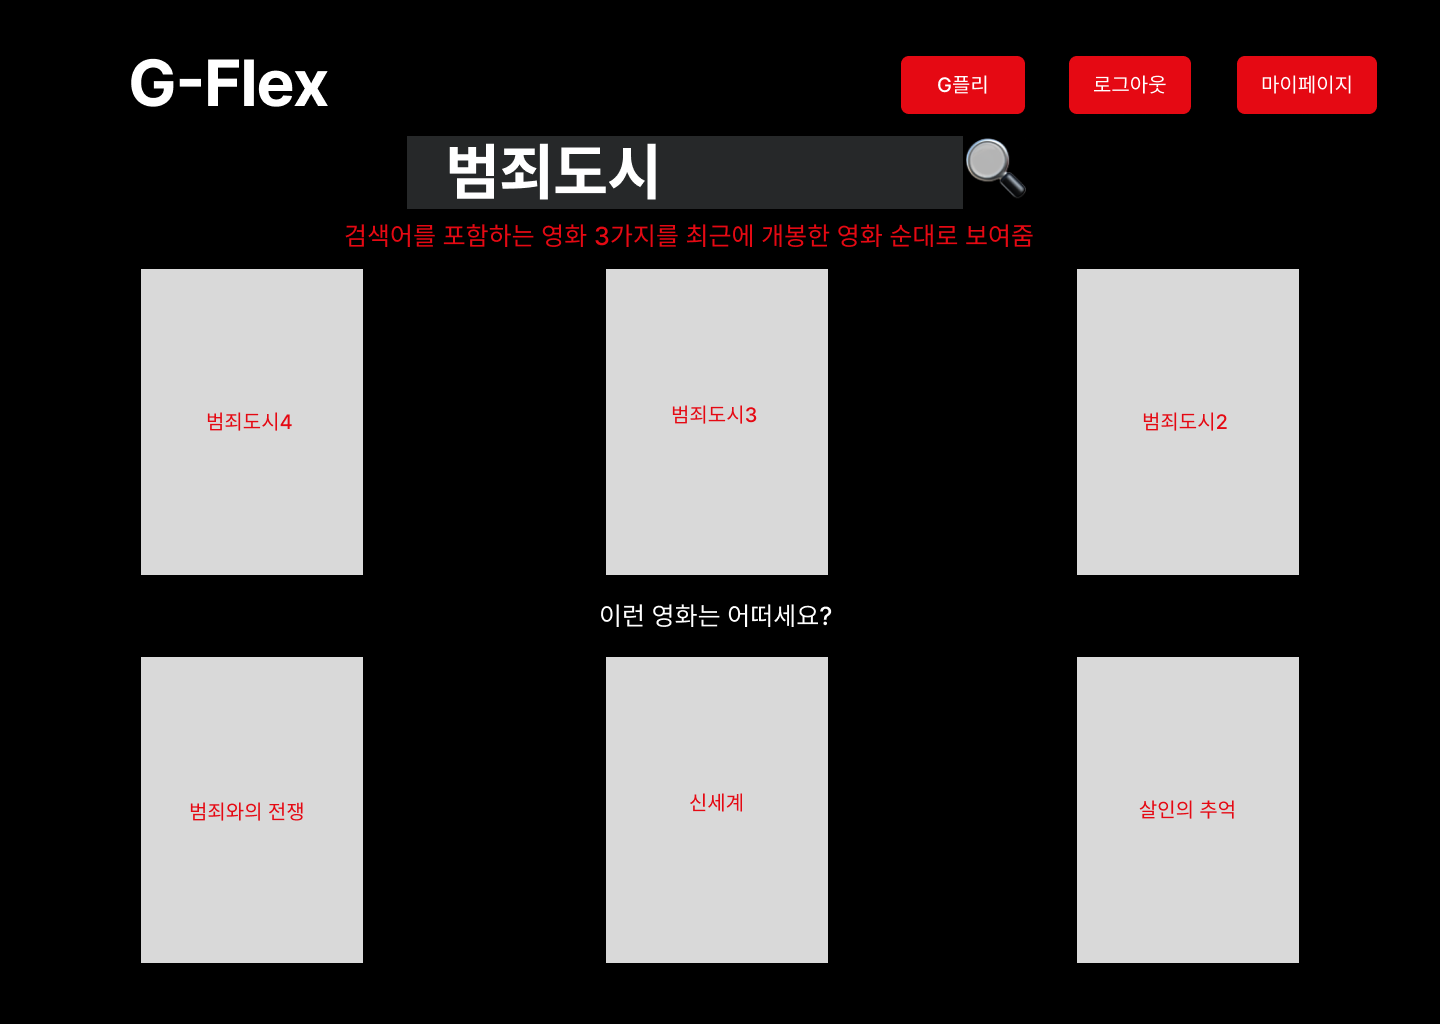 G-Flex
G플리
로그아웃
마이페이지
범죄도시
검색어를 포함하는 영화 3가지를 최근에 개봉한 영화 순대로 보여줌
범죄도시4
범죄도시3
범죄도시2
이런 영화는 어떠세요?
범죄와의 전쟁
신세계
살인의 추억